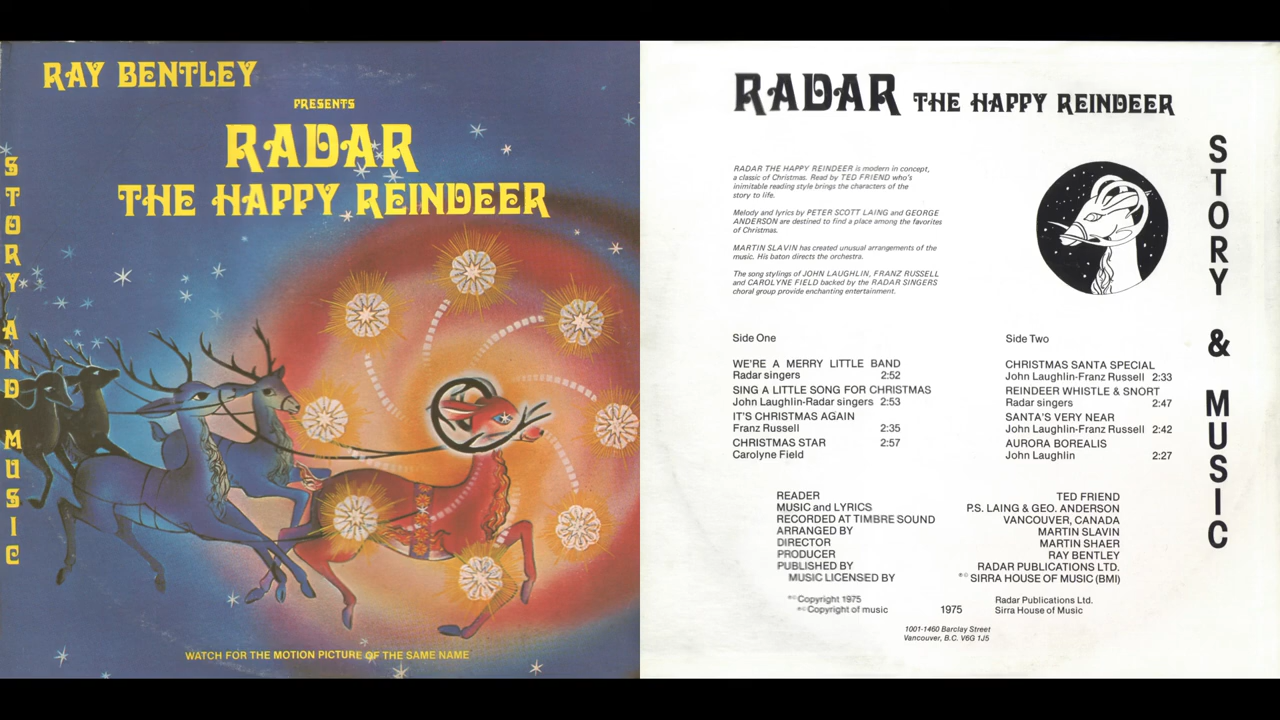 RAY BENTLEY
PRESENTS
RADAR
THE HAPPY REINDEER
STORY AND MUSIC
WATCH FOR THE MOTION PICTURE OF THE SAME NAME
RADAR THE HAPPY REINDEER
STORY & MUSIC
RADAR THE HAPPY REINDEER is modern in concept,
a classic of Christmas. Read by TED FRIEND who's
inimitable reading style brings the characters of the
story to life.
Melody and lyrics by PETER SCOTT LAING and GEORGE
ANDERSON are destined to find a place among the favorites
of Christmas.
MARTIN SLAVIN has created unusual arrangements of the
music. His baton directs the orchestra.
The song stylings of JOHN LAUGHLIN, FRANZ RUSSELL
and CAROLYNE FIELD backed by the RADAR SINGERS
choral group provide enchanting entertainment.
Side One
WE'RE A MERRY LITTLE BAND
Radar singers 2:52
SING A LITTLE SONG FOR CHRISTMAS
John Laughlin-Radar singers 2:53
IT'S CHRISTMAS AGAIN
Franz Russell 2:35
CHRISTMAS STAR 2:57
Carolyne Field
Side Two
CHRISTMAS SANTA SPECIAL
John Laughlin-Franz Russell 2:33
REINDEER WHISTLE & SNORT
Radar singers 2:47
SANTA'S VERY NEAR
John Laughlin-Franz Russell 2:42
AURORA BOREALIS
John Laughlin 2:27
READER TED FRIEND
MUSIC and LYRICS P.S. LAING & GEO. ANDERSON
RECORDED AT TIMBRE SOUND VANCOUVER, CANADA
ARRANGED BY MARTIN SLAVIN
DIRECTOR MARTIN SHAER
PRODUCER RAY BENTLEY
PUBLISHED BY RADAR PUBLICATIONS LTD.
MUSIC LICENSED BY ℗© SIRRA HOUSE OF MUSIC (BMI)
℗© Copyright 1975 Radar Publications Ltd.
℗© Copyright of music 1975 Sirra House of Music
1001-1460 Barclay Street
Vancouver, B.C. V6G 1J5